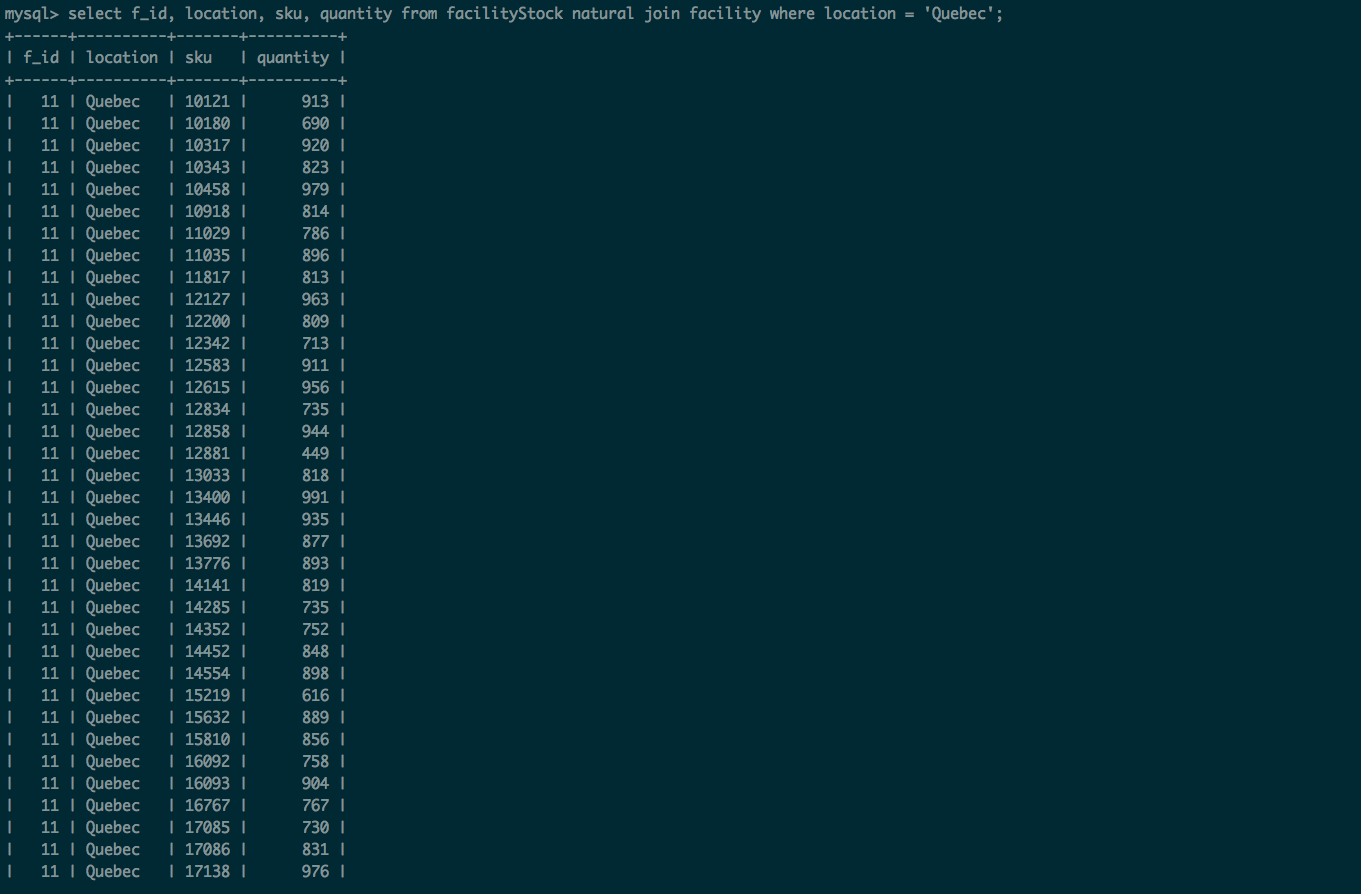 mysql> select f_id, location, sku, quantity from facilityStock natural join facility where location = 'Quebec';
+------+----------+-------+----------+
| f_id | location | sku   | quantity |
+------+----------+-------+----------+
|   11 | Quebec   | 10121 |      913 |
|   11 | Quebec   | 10180 |      690 |
|   11 | Quebec   | 10317 |      920 |
|   11 | Quebec   | 10343 |      823 |
|   11 | Quebec   | 10458 |      979 |
|   11 | Quebec   | 10918 |      814 |
|   11 | Quebec   | 11029 |      786 |
|   11 | Quebec   | 11035 |      896 |
|   11 | Quebec   | 11817 |      813 |
|   11 | Quebec   | 12127 |      963 |
|   11 | Quebec   | 12200 |      809 |
|   11 | Quebec   | 12342 |      713 |
|   11 | Quebec   | 12583 |      911 |
|   11 | Quebec   | 12615 |      956 |
|   11 | Quebec   | 12834 |      735 |
|   11 | Quebec   | 12858 |      944 |
|   11 | Quebec   | 12881 |      449 |
|   11 | Quebec   | 13033 |      818 |
|   11 | Quebec   | 13400 |      991 |
|   11 | Quebec   | 13446 |      935 |
|   11 | Quebec   | 13692 |      877 |
|   11 | Quebec   | 13776 |      893 |
|   11 | Quebec   | 14141 |      819 |
|   11 | Quebec   | 14285 |      735 |
|   11 | Quebec   | 14352 |      752 |
|   11 | Quebec   | 14452 |      848 |
|   11 | Quebec   | 14554 |      898 |
|   11 | Quebec   | 15219 |      616 |
|   11 | Quebec   | 15632 |      889 |
|   11 | Quebec   | 15810 |      856 |
|   11 | Quebec   | 16092 |      758 |
|   11 | Quebec   | 16093 |      904 |
|   11 | Quebec   | 16767 |      767 |
|   11 | Quebec   | 17085 |      730 |
|   11 | Quebec   | 17086 |      831 |
|   11 | Quebec   | 17138 |      976 |